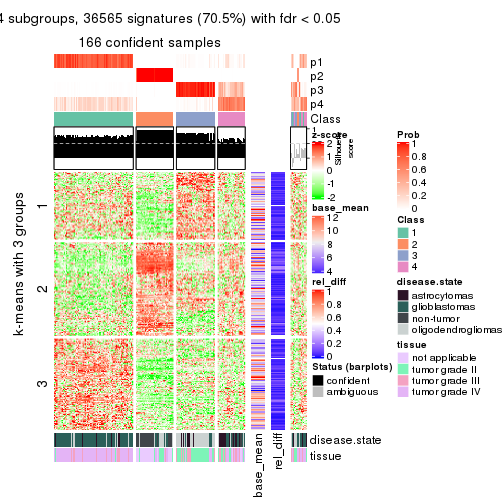 4 subgroups, 36565 signatures (70.5%) with fdr < 0.05
166 confident samples
p1
p2
p3
p4
Class
1
Silhouette score
k-means with 3 groups
1
2
3
z-score
2
1
0
-1
-2
base_mean
12
10
8
6
4
rel_diff
1
0.8
0.6
0.4
0.2
0
Status (barplots)
confident
ambiguous
Prob
1
0.8
0.6
0.4
0.2
0
Class
1
2
3
4
disease.state
astrocytomas
glioblastomas
non-tumor
oligodendrogliomas
tissue
not applicable
tumor grade II
tumor grade III
tumor grade IV
disease.state
tissue
base_mean
rel_diff